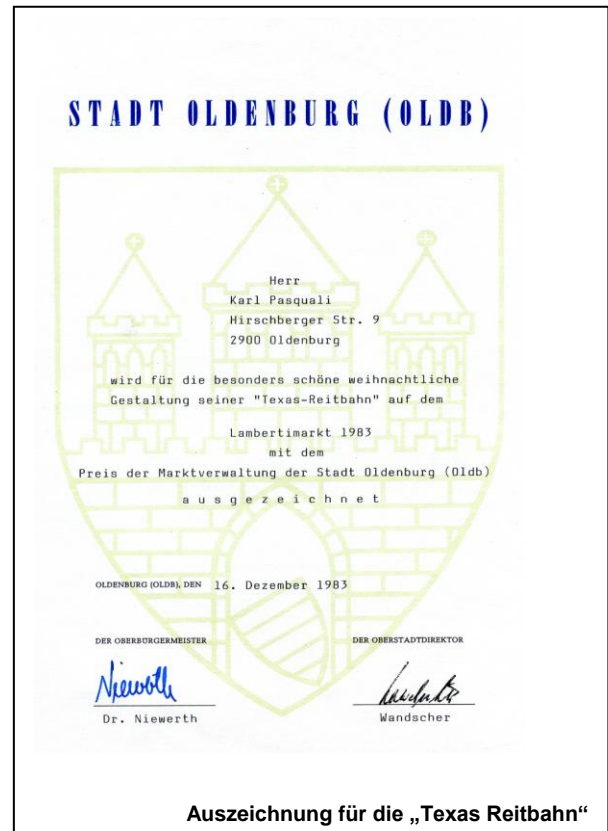 STADT OLDENBURG (OLDB)
Herr
Karl Pasquali
Hirschberger Str. 9
2900 Oldenburg
wird für die besonders schöne weihnachtliche
Gestaltung seiner "Texas-Reitbahn" auf dem
Lambertimarkt 1983
mit dem
Preis der Marktverwaltung der Stadt Oldenburg (Oldb)
a u s g e z e i c h n e t
OLDENBURG (OLDB), DEN 16. Dezember 1983
DER OBERBÜRGERMEISTER DER OBERSTADTDIREKTOR
Niewerth
Dr. Niewerth Wandscher
Auszeichnung für die „Texas Reitbahn“